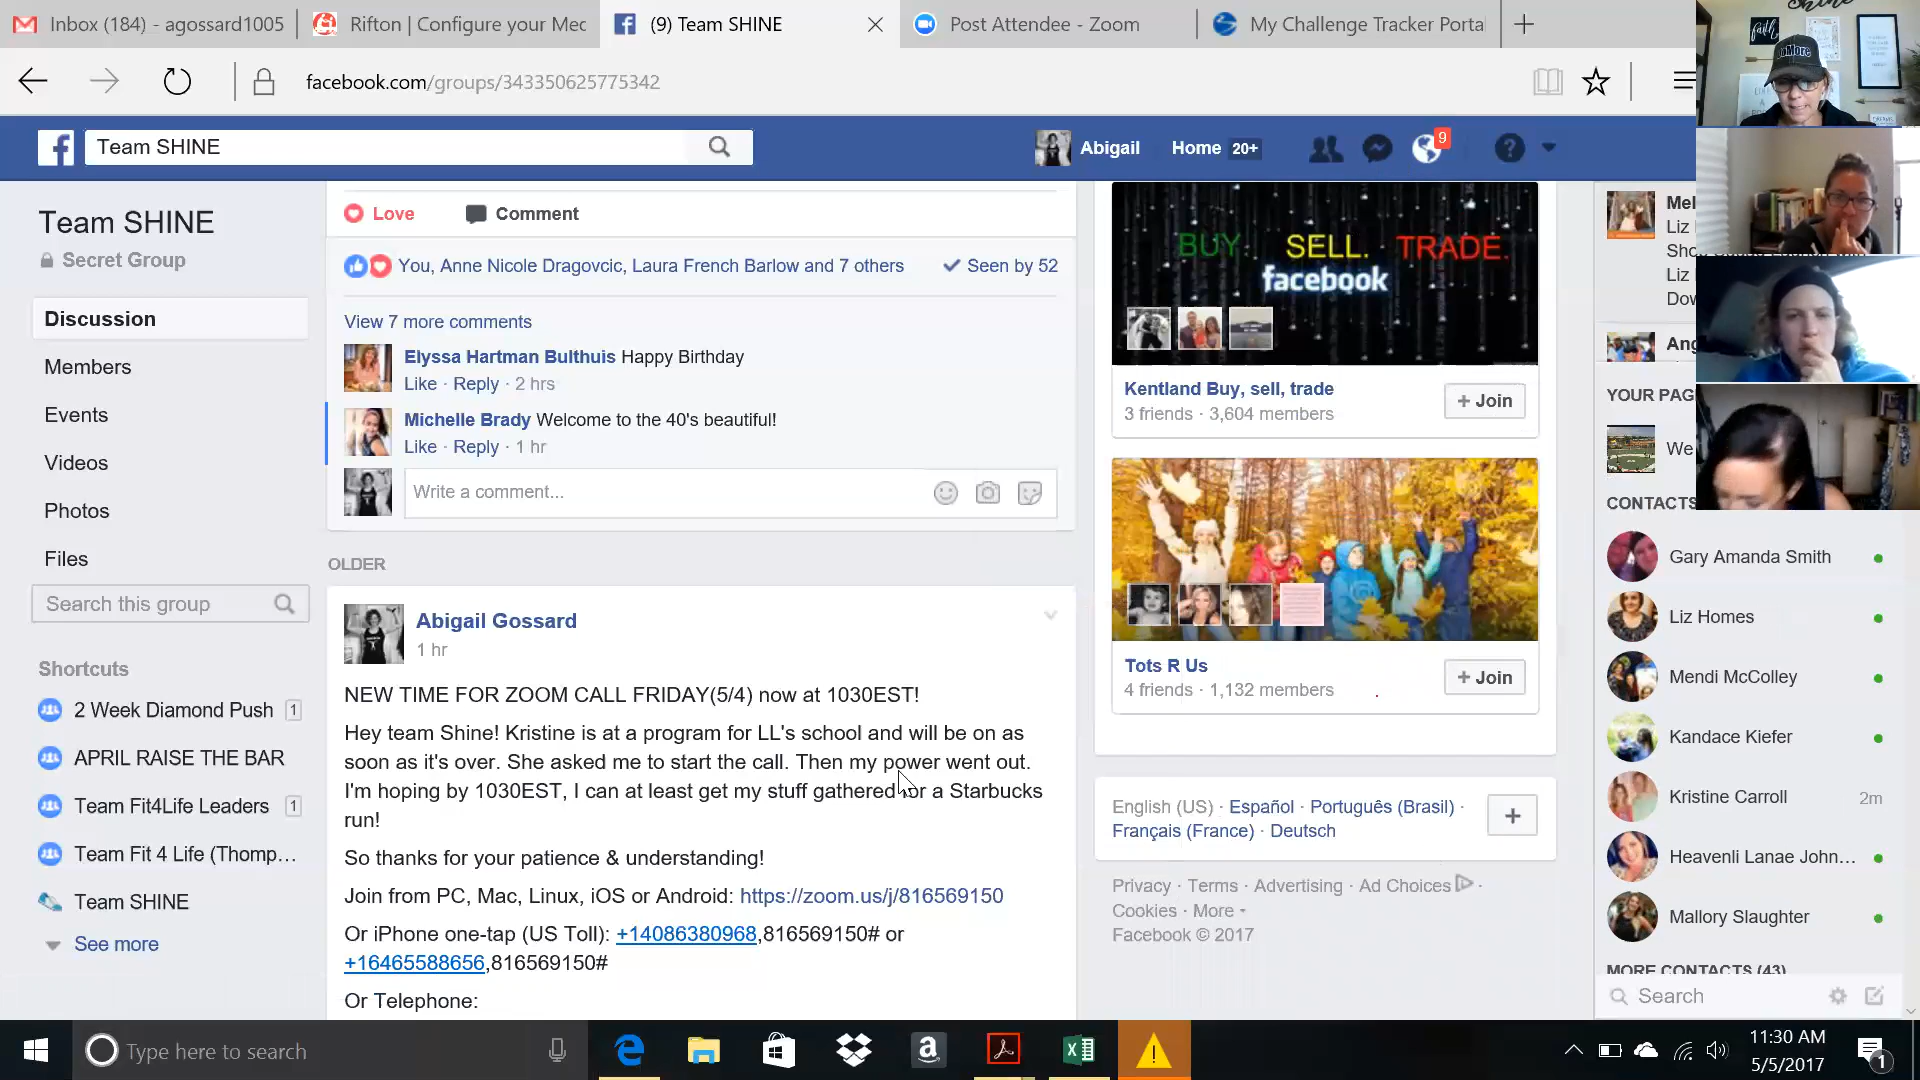 Inbox (184) - agossard1005
Rifton | Configure your Mec
(9) Team SHINE
Post Attendee - Zoom
My Challenge Tracker Porta
facebook.com/groups/343350625775342
Team SHINE
Abigail
Home 20+
9
Team SHINE
Secret Group
Discussion
Members
Events
Videos
Photos
Files
Search this group
Shortcuts
2 Week Diamond Push 1
APRIL RAISE THE BAR
Team Fit4Life Leaders 1
Team Fit 4 Life (Thomp...
Team SHINE
See more
Love
Comment
You, Anne Nicole Dragovcic, Laura French Barlow and 7 others
Seen by 52
View 7 more comments
Elyssa Hartman Bulthuis Happy Birthday
Like · Reply · 2 hrs
Michelle Brady Welcome to the 40's beautiful!
Like · Reply · 1 hr
Write a comment...
OLDER
Abigail Gossard
1 hr
NEW TIME FOR ZOOM CALL FRIDAY(5/4) now at 1030EST!
Hey team Shine! Kristine is at a program for LL's school and will be on as
soon as it's over. She asked me to start the call. Then my power went out.
I'm hoping by 1030EST, I can at least get my stuff gathered for a Starbucks
run!
So thanks for your patience & understanding!
Join from PC, Mac, Linux, iOS or Android: https://zoom.us/j/816569150
Or iPhone one-tap (US Toll): +14086380968,816569150# or
+16465588656,816569150#
Or Telephone:
BUY. SELL. TRADE.
facebook
Kentland Buy, sell, trade
3 friends · 3,604 members
+ Join
Tots R Us
4 friends · 1,132 members
+ Join
English (US) · Español · Português (Brasil) ·
Français (France) · Deutsch
Privacy · Terms · Advertising · Ad Choices ·
Cookies · More
Facebook © 2017
Mel
Liz
Sho
Liz
Dow
Ang
YOUR PAG
We
CONTACTS
Gary Amanda Smith
Liz Homes
Mendi McColley
Kandace Kiefer
Kristine Carroll 2m
Heavenli Lanae John...
Mallory Slaughter
MORE CONTACTS (43)
Search
Shine
faith
Type here to search
11:30 AM
5/5/2017
1